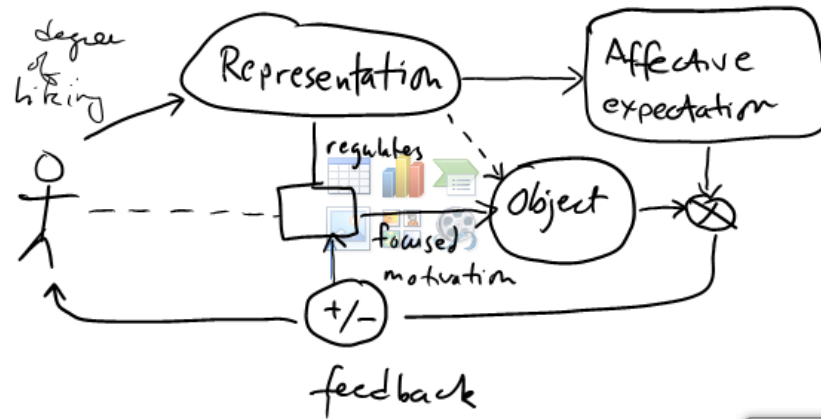 degree
of
liking
Representation
Affective
expectation
regulates
Object
focused
motivation
+/-
feedback